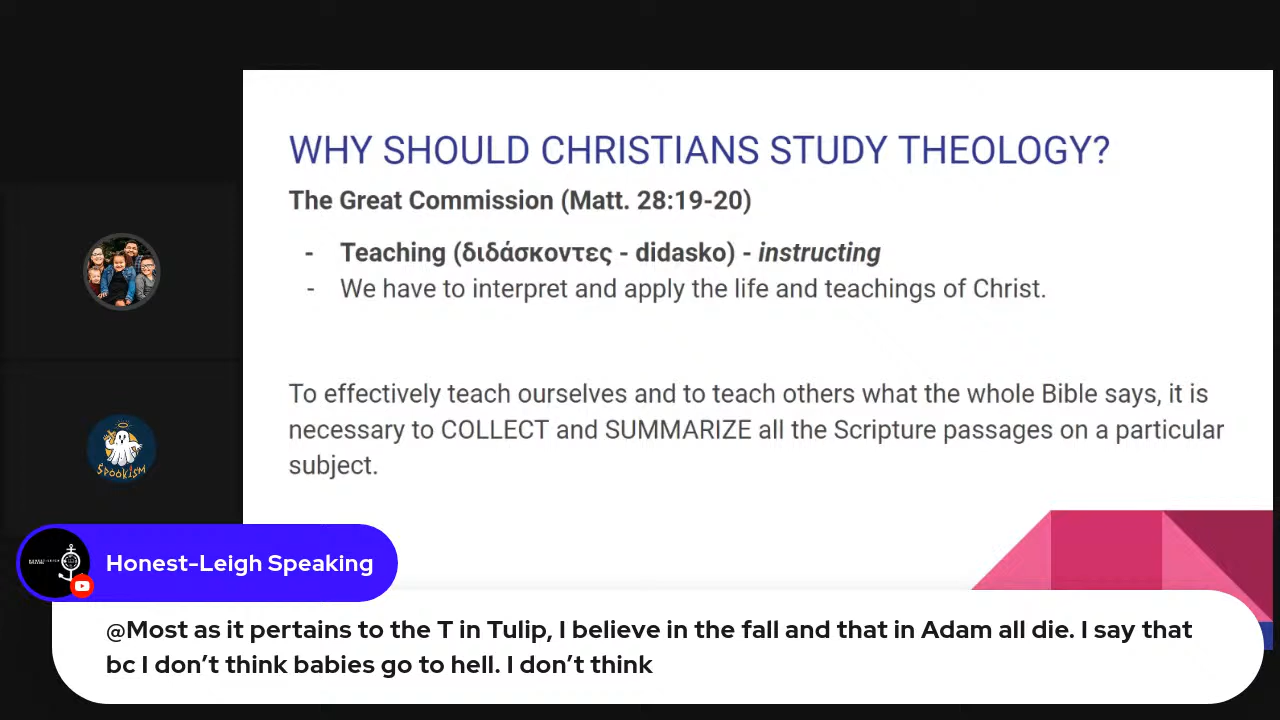 WHY SHOULD CHRISTIANS STUDY THEOLOGY?
The Great Commission (Matt. 28:19-20)
- Teaching (διδάσκοντες - didasko) - instructing
- We have to interpret and apply the life and teachings of Christ.
To effectively teach ourselves and to teach others what the whole Bible says, it is
necessary to COLLECT and SUMMARIZE all the Scripture passages on a particular
subject.
SPOOKISM
Honest-Leigh Speaking
@Most as it pertains to the T in Tulip, I believe in the fall and that in Adam all die. I say that
bc I don’t think babies go to hell. I don’t think